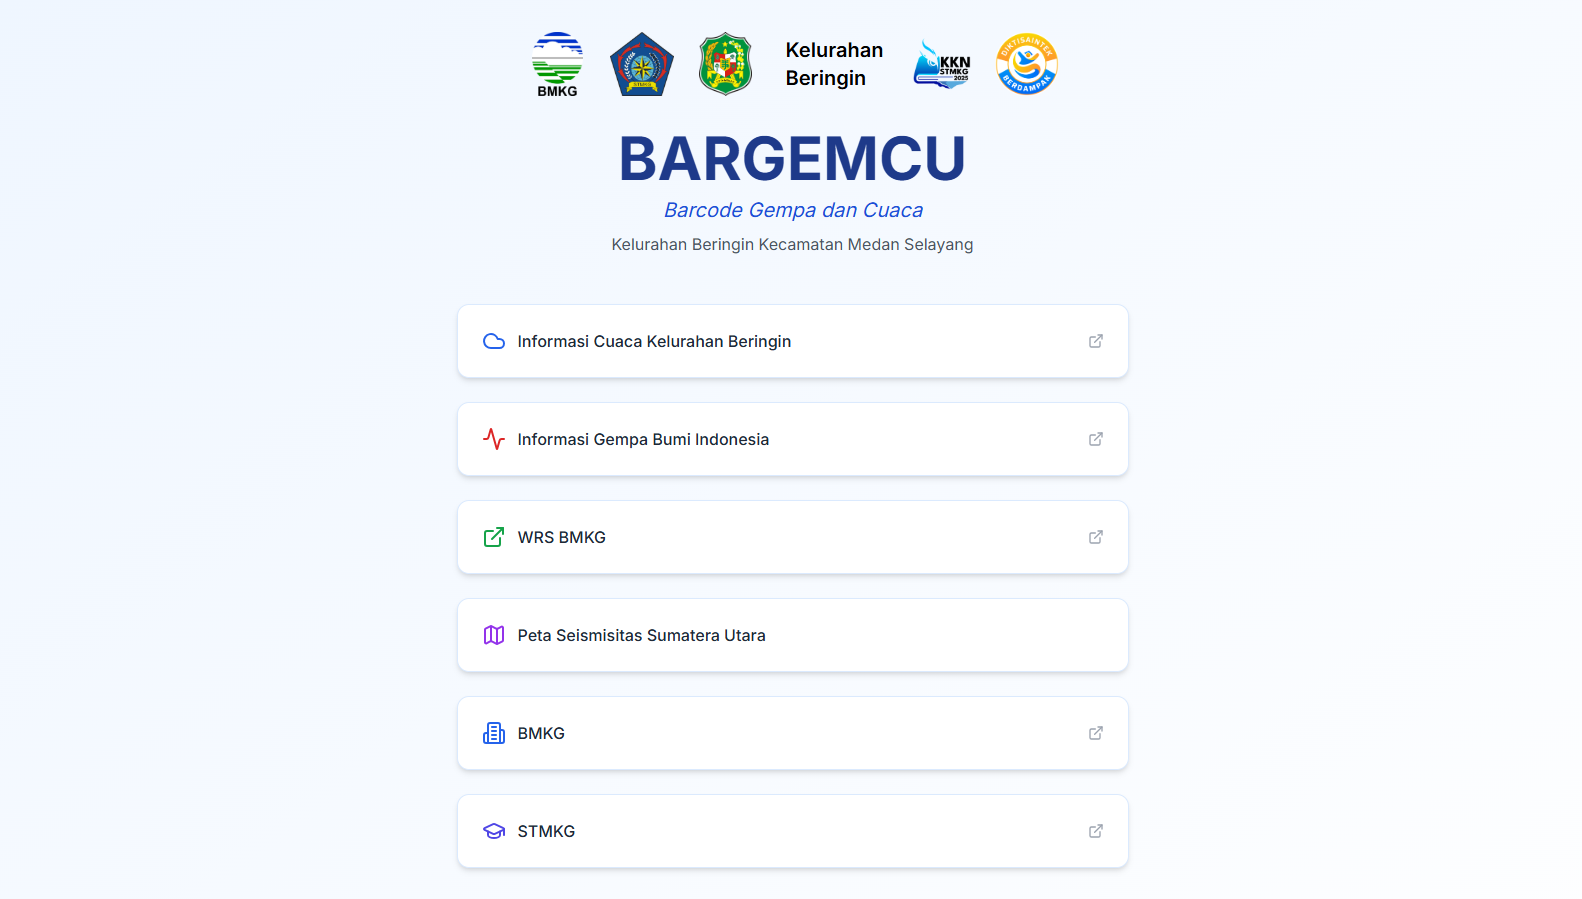 BMKG
STMKG
Kelurahan
Beringin
KKN
STMKG
2025
DIKTISAINTEK
BERDAMPAK
BARGEMCU
Barcode Gempa dan Cuaca
Kelurahan Beringin Kecamatan Medan Selayang
Informasi Cuaca Kelurahan Beringin
Informasi Gempa Bumi Indonesia
WRS BMKG
Peta Seismisitas Sumatera Utara
BMKG
STMKG